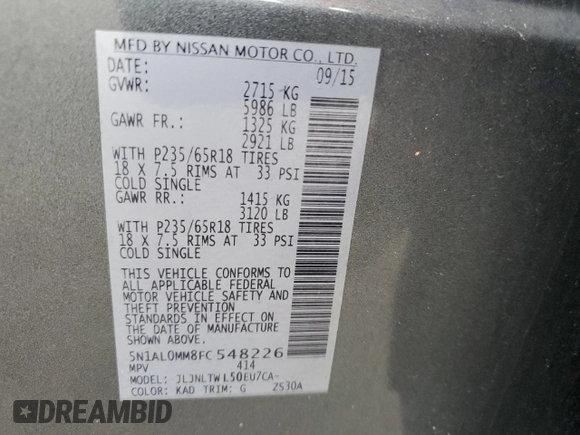 MFD BY NISSAN MOTOR CO., LTD.
DATE: 09/15
GVWR: 2715 KG
5986 LB
GAWR FR.: 1325 KG
2921 LB
WITH P235/65R18 TIRES
18 X 7.5 RIMS AT 33 PSI
COLD SINGLE
GAWR RR.: 1415 KG
3120 LB
WITH P235/65R18 TIRES
18 X 7.5 RIMS AT 33 PSI
COLD SINGLE
THIS VEHICLE CONFORMS TO
ALL APPLICABLE FEDERAL
MOTOR VEHICLE SAFETY AND
THEFT PREVENTION
STANDARDS IN EFFECT ON
THE DATE OF MANUFACTURE
SHOWN ABOVE.
5N1AL0MM8FC548226
MPV 414
MODEL: JLJNLTWL50EU7CA-
COLOR: KAD TRIM: G ZS30A
AUTOBIDMASTER